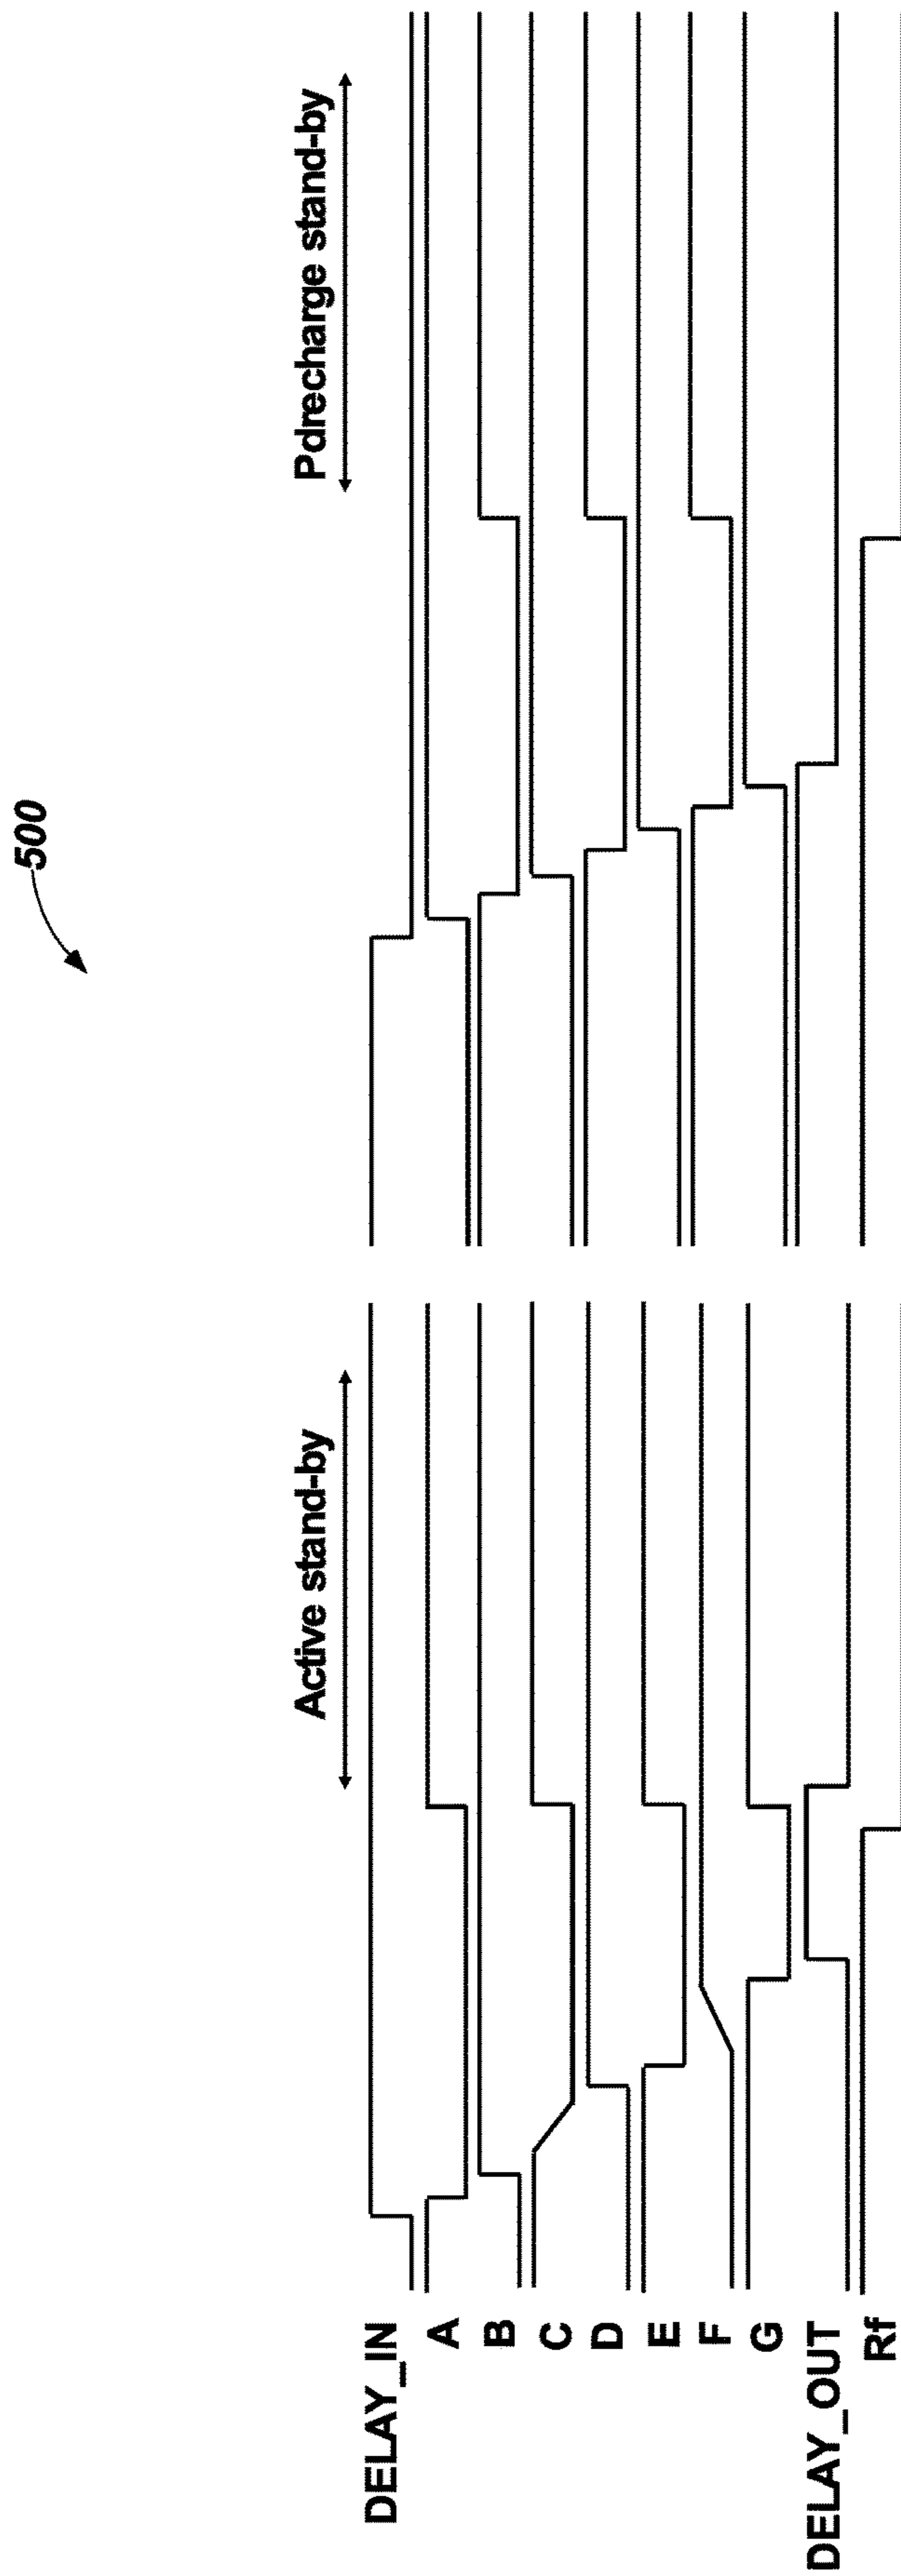 500
Active stand-by
Pdrecharge stand-by
DELAY_IN
A
B
C
D
E
F
G
DELAY_OUT
Rf